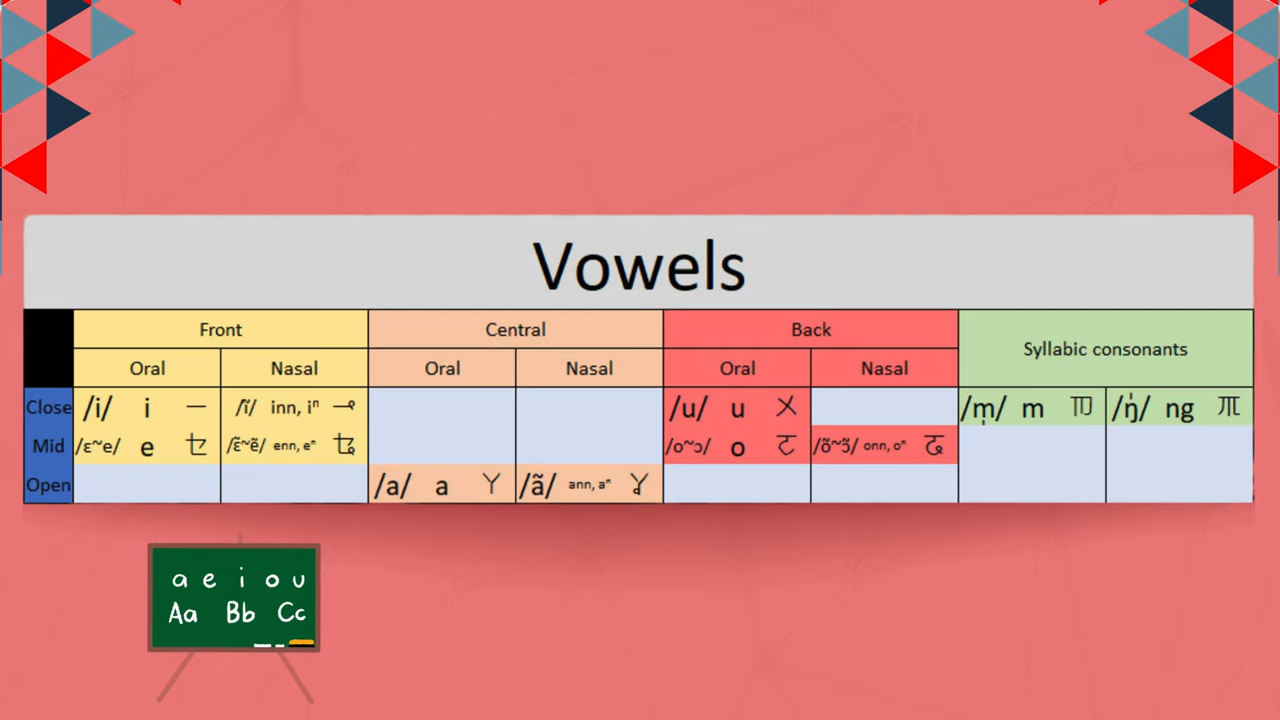 Vowels
Front Central Back Syllabic consonants
Oral Nasal Oral Nasal Oral Nasal
Close /i/ i ㄧ /ĩ/ inn, iⁿ ㆪ /u/ u ㄨ /m̩/ m ㆬ /ŋ̍/ ng ㆭ
Mid /ɛ~e/ e ㆤ /ɛ̃~ẽ/ enn, eⁿ ㆥ /o~ɔ/ o ㆦ /õ~ɔ̃/ onn, oⁿ ㆧ
Open /a/ a ㄚ /ã/ ann, aⁿ ㆩ
a e i o u
Aa Bb Cc